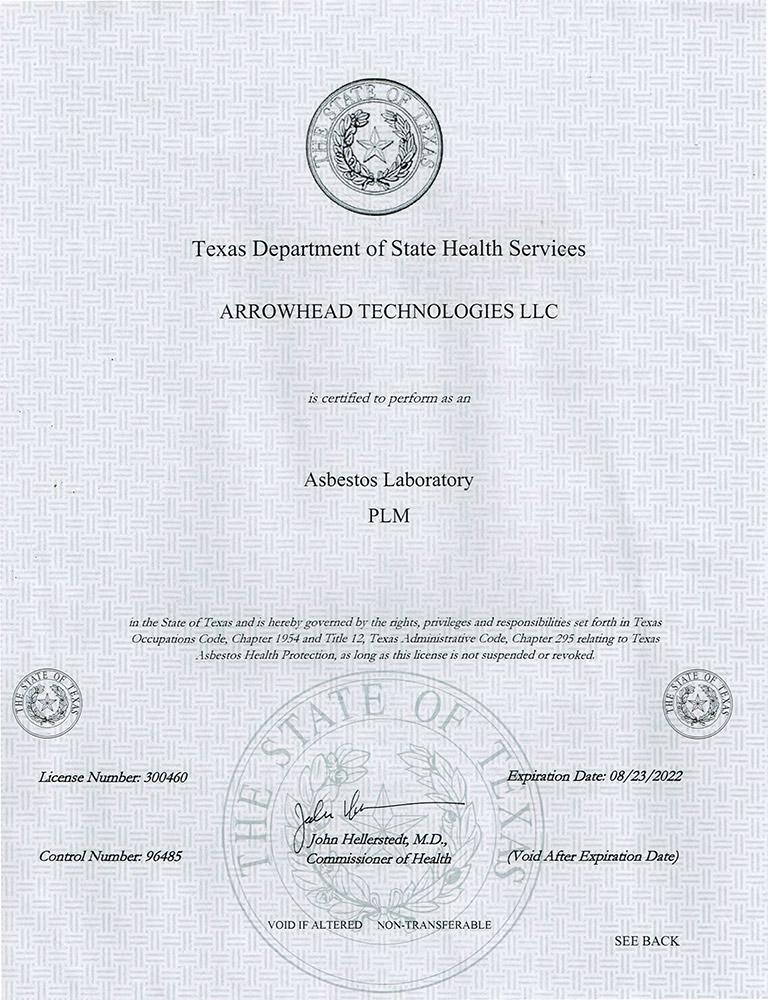 THE STATE OF TEXAS
Texas Department of State Health Services
ARROWHEAD TECHNOLOGIES LLC
is certified to perform as an
Asbestos Laboratory
PLM
in the State of Texas and is hereby governed by the rights, privileges and responsibilities set forth in Texas
Occupations Code, Chapter 1954 and Title 12, Texas Administrative Code, Chapter 295 relating to Texas
Asbestos Health Protection, as long as this license is not suspended or revoked.
THE STATE OF TEXAS
THE STATE OF TEXAS
THE STATE OF TEXAS
License Number: 300460
Expiration Date: 08/23/2022
John Hellerstedt, M.D.,
Control Number: 96485
Commissioner of Health
(Void After Expiration Date)
VOID IF ALTERED NON-TRANSFERABLE
SEE BACK